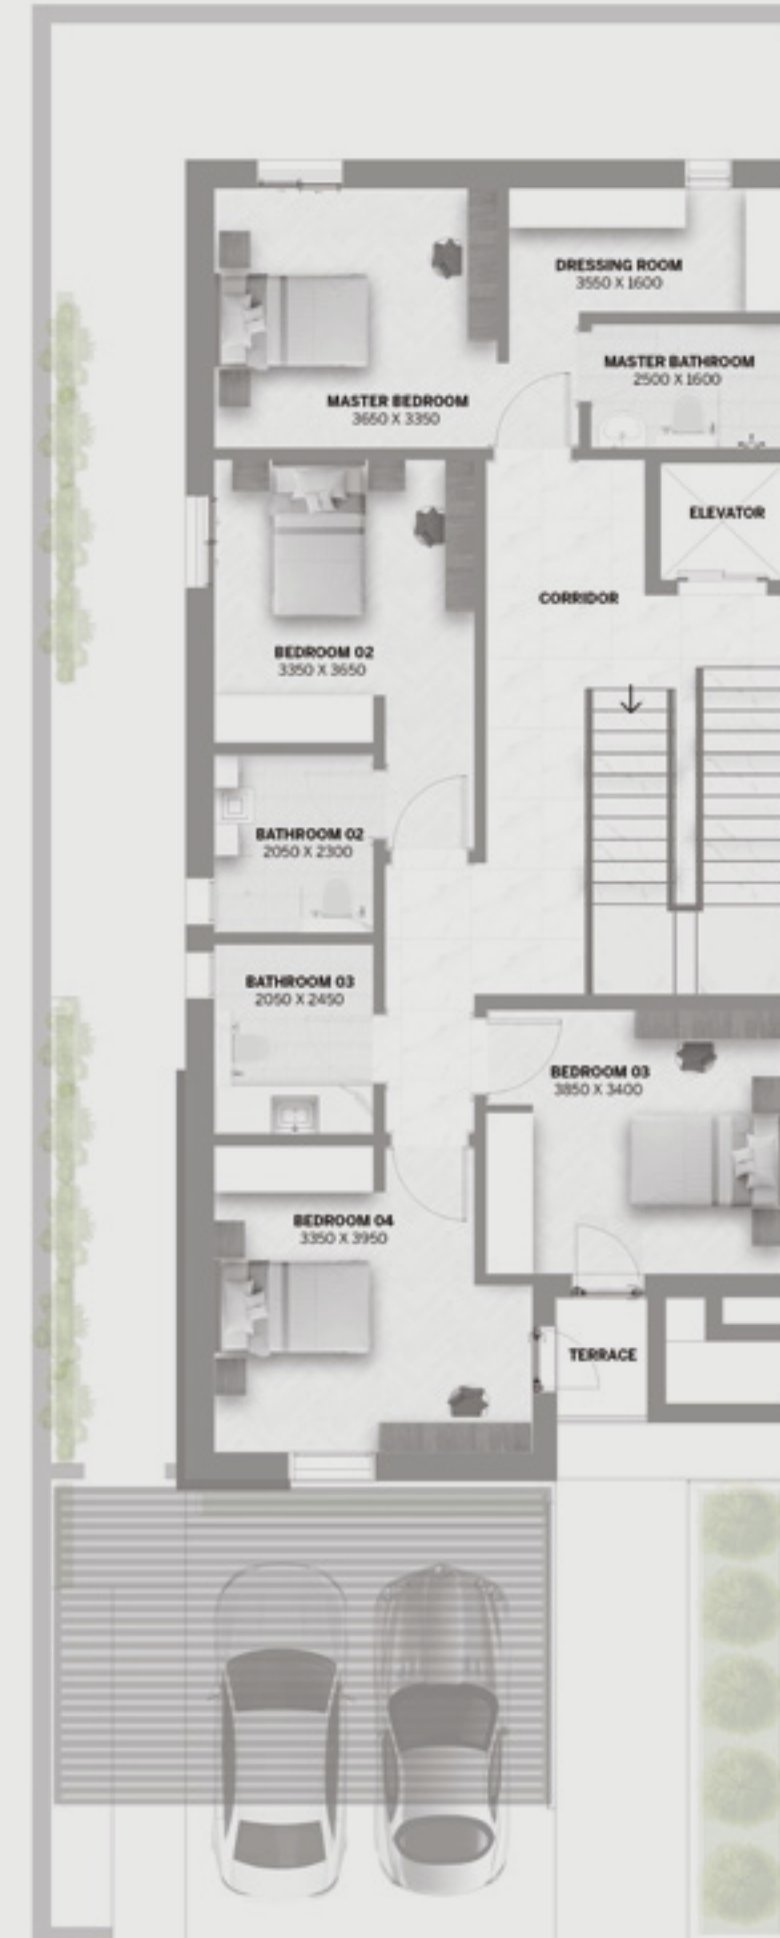 DRESSING ROOM
3550 X 1600
MASTER BATHROOM
2500 X 1600
MASTER BEDROOM
3650 X 3350
ELEVATOR
CORRIDOR
BEDROOM 02
3350 X 3650
BATHROOM 02
2050 X 2300
BATHROOM 03
2050 X 2450
BEDROOM 03
3850 X 3400
BEDROOM 04
3350 X 3950
TERRACE